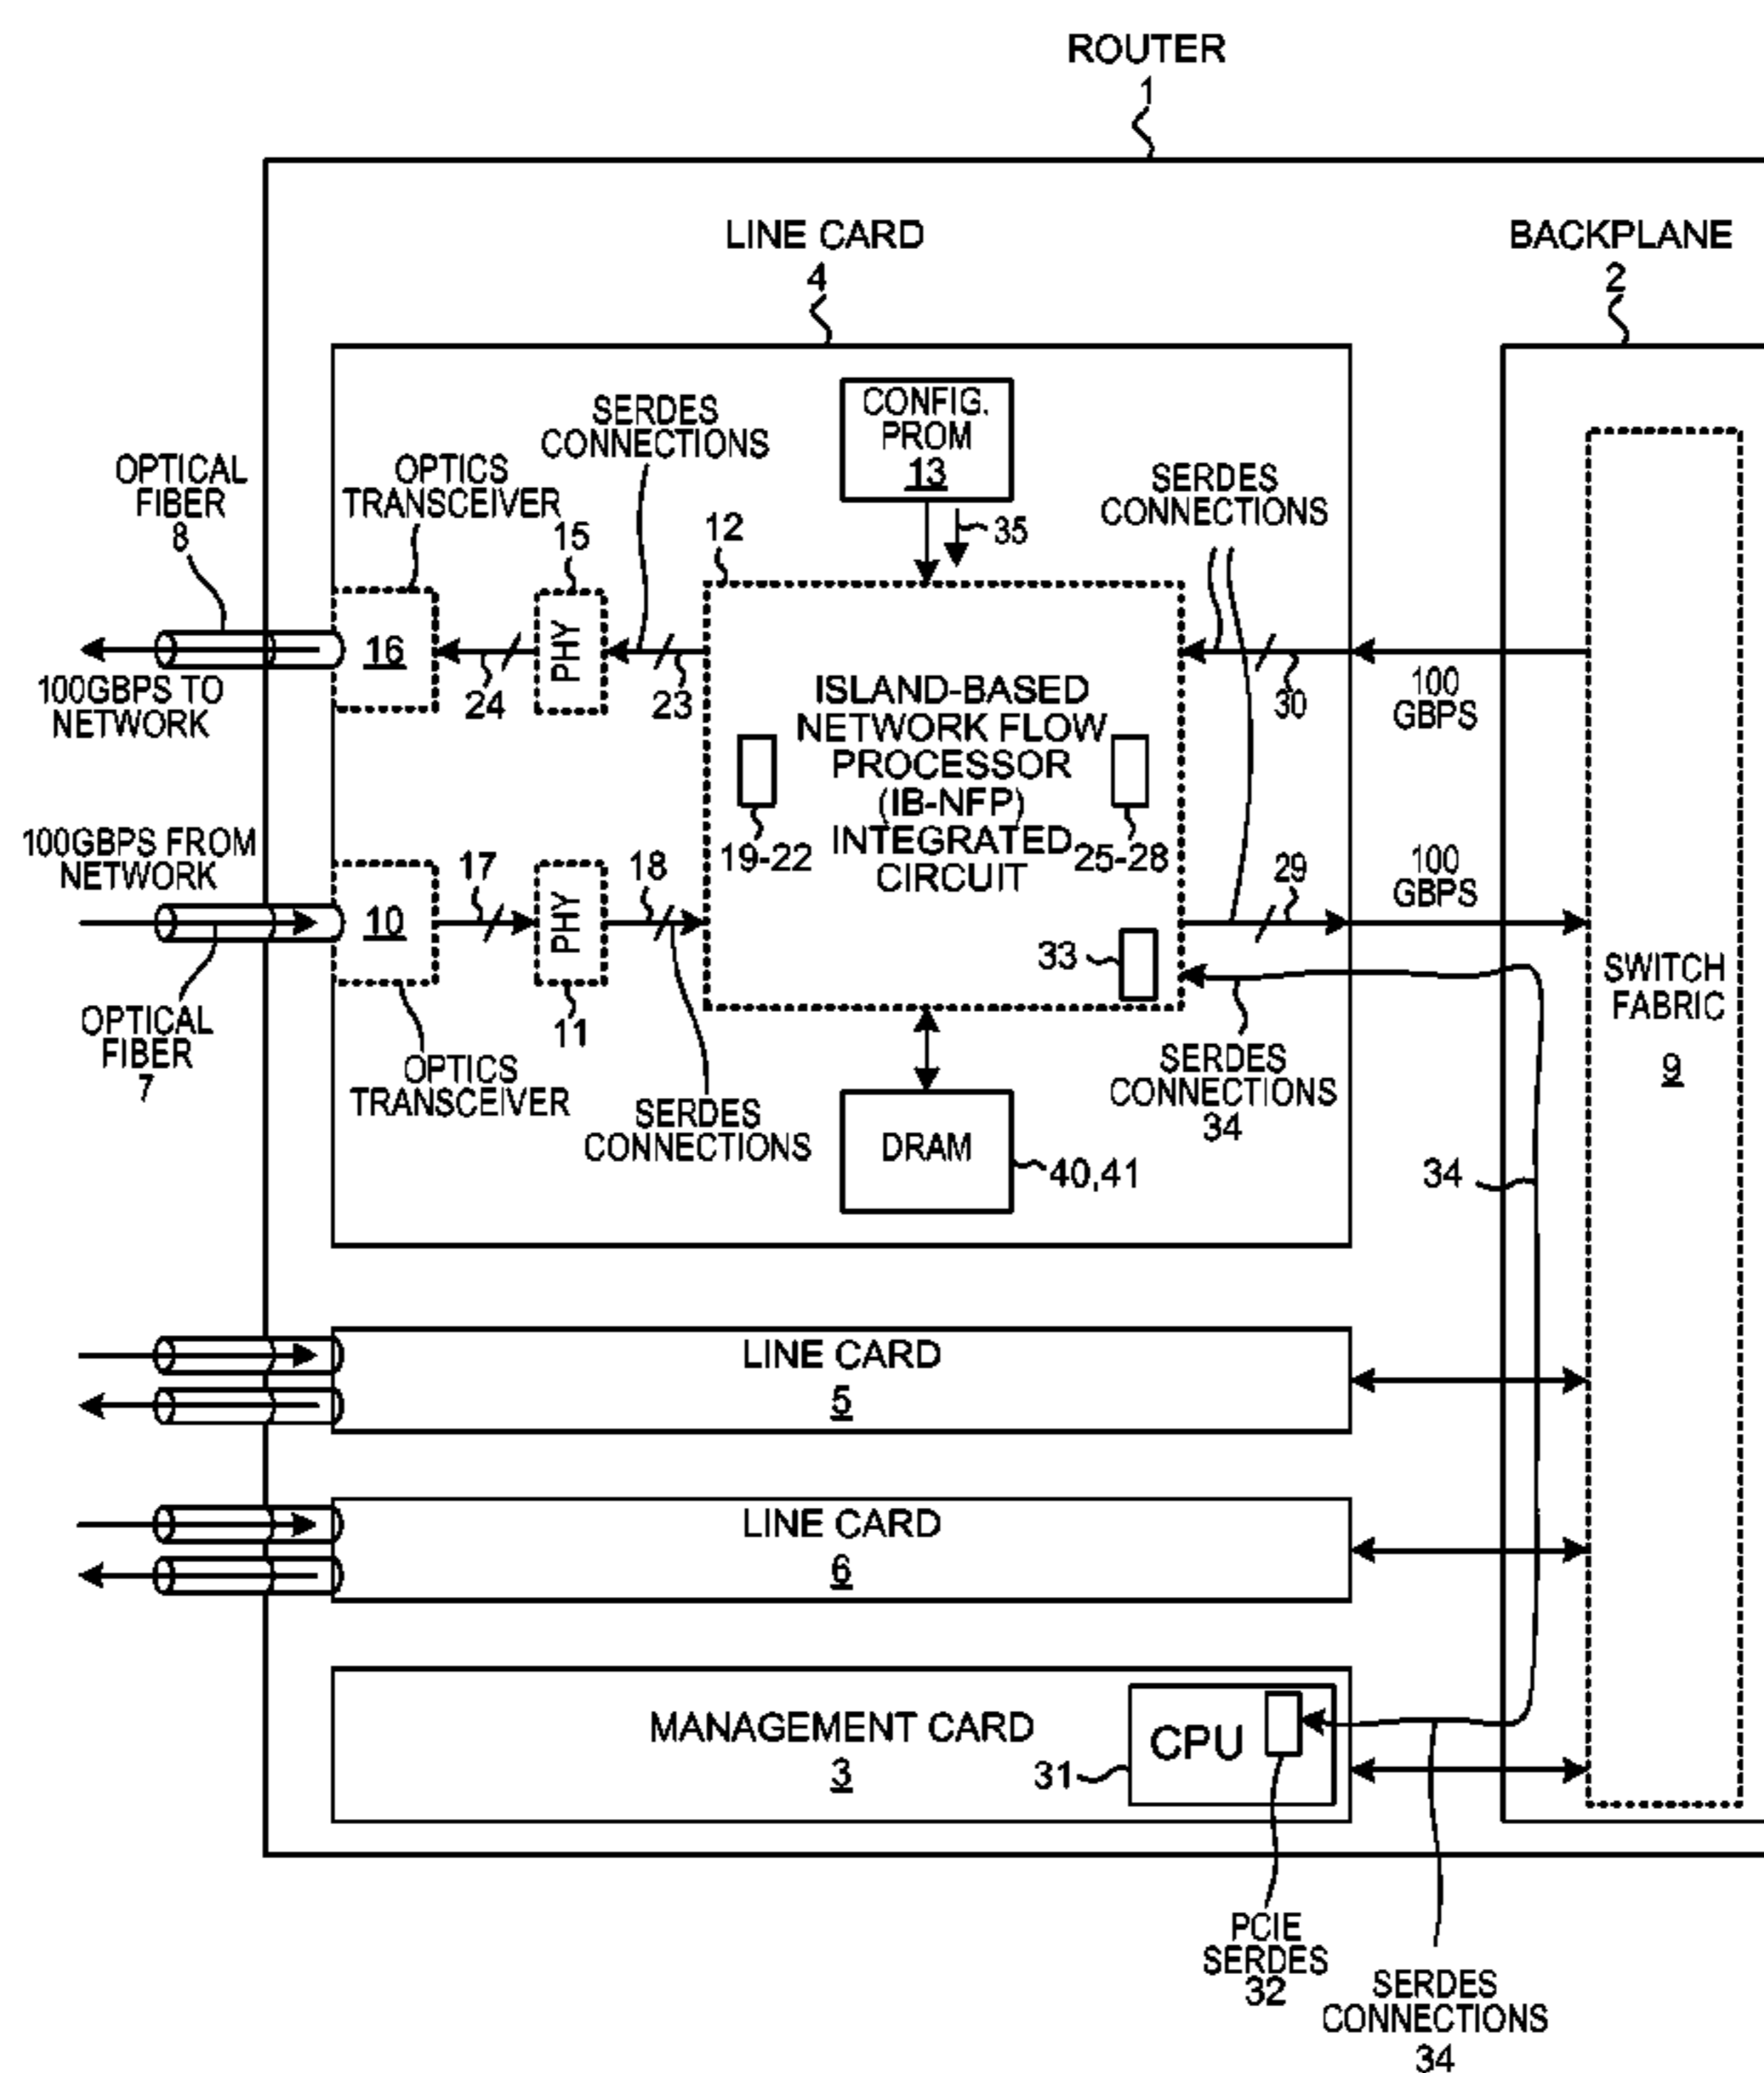 ROUTER
1
LINE CARD
4
BACKPLANE
2
CONFIG.
PROM
13
35
SERDES
CONNECTIONS
OPTICS
TRANSCEIVER
OPTICAL
FIBER
8
15
12
SERDES
CONNECTIONS
16
PHY
24
23
30
100
GBPS
100GBPS TO
NETWORK
ISLAND-BASED
NETWORK FLOW
PROCESSOR
(IB-NFP)
INTEGRATED
CIRCUIT
19-22
25-28
100GBPS FROM
NETWORK
17
18
29
100
GBPS
10
PHY
11
33
OPTICAL
FIBER
7
OPTICS
TRANSCEIVER
SERDES
CONNECTIONS
SERDES
CONNECTIONS
34
SWITCH
FABRIC
9
DRAM
40,41
34
LINE CARD
5
LINE CARD
6
MANAGEMENT CARD
3
31
CPU
PCIE
SERDES
32
SERDES
CONNECTIONS
34